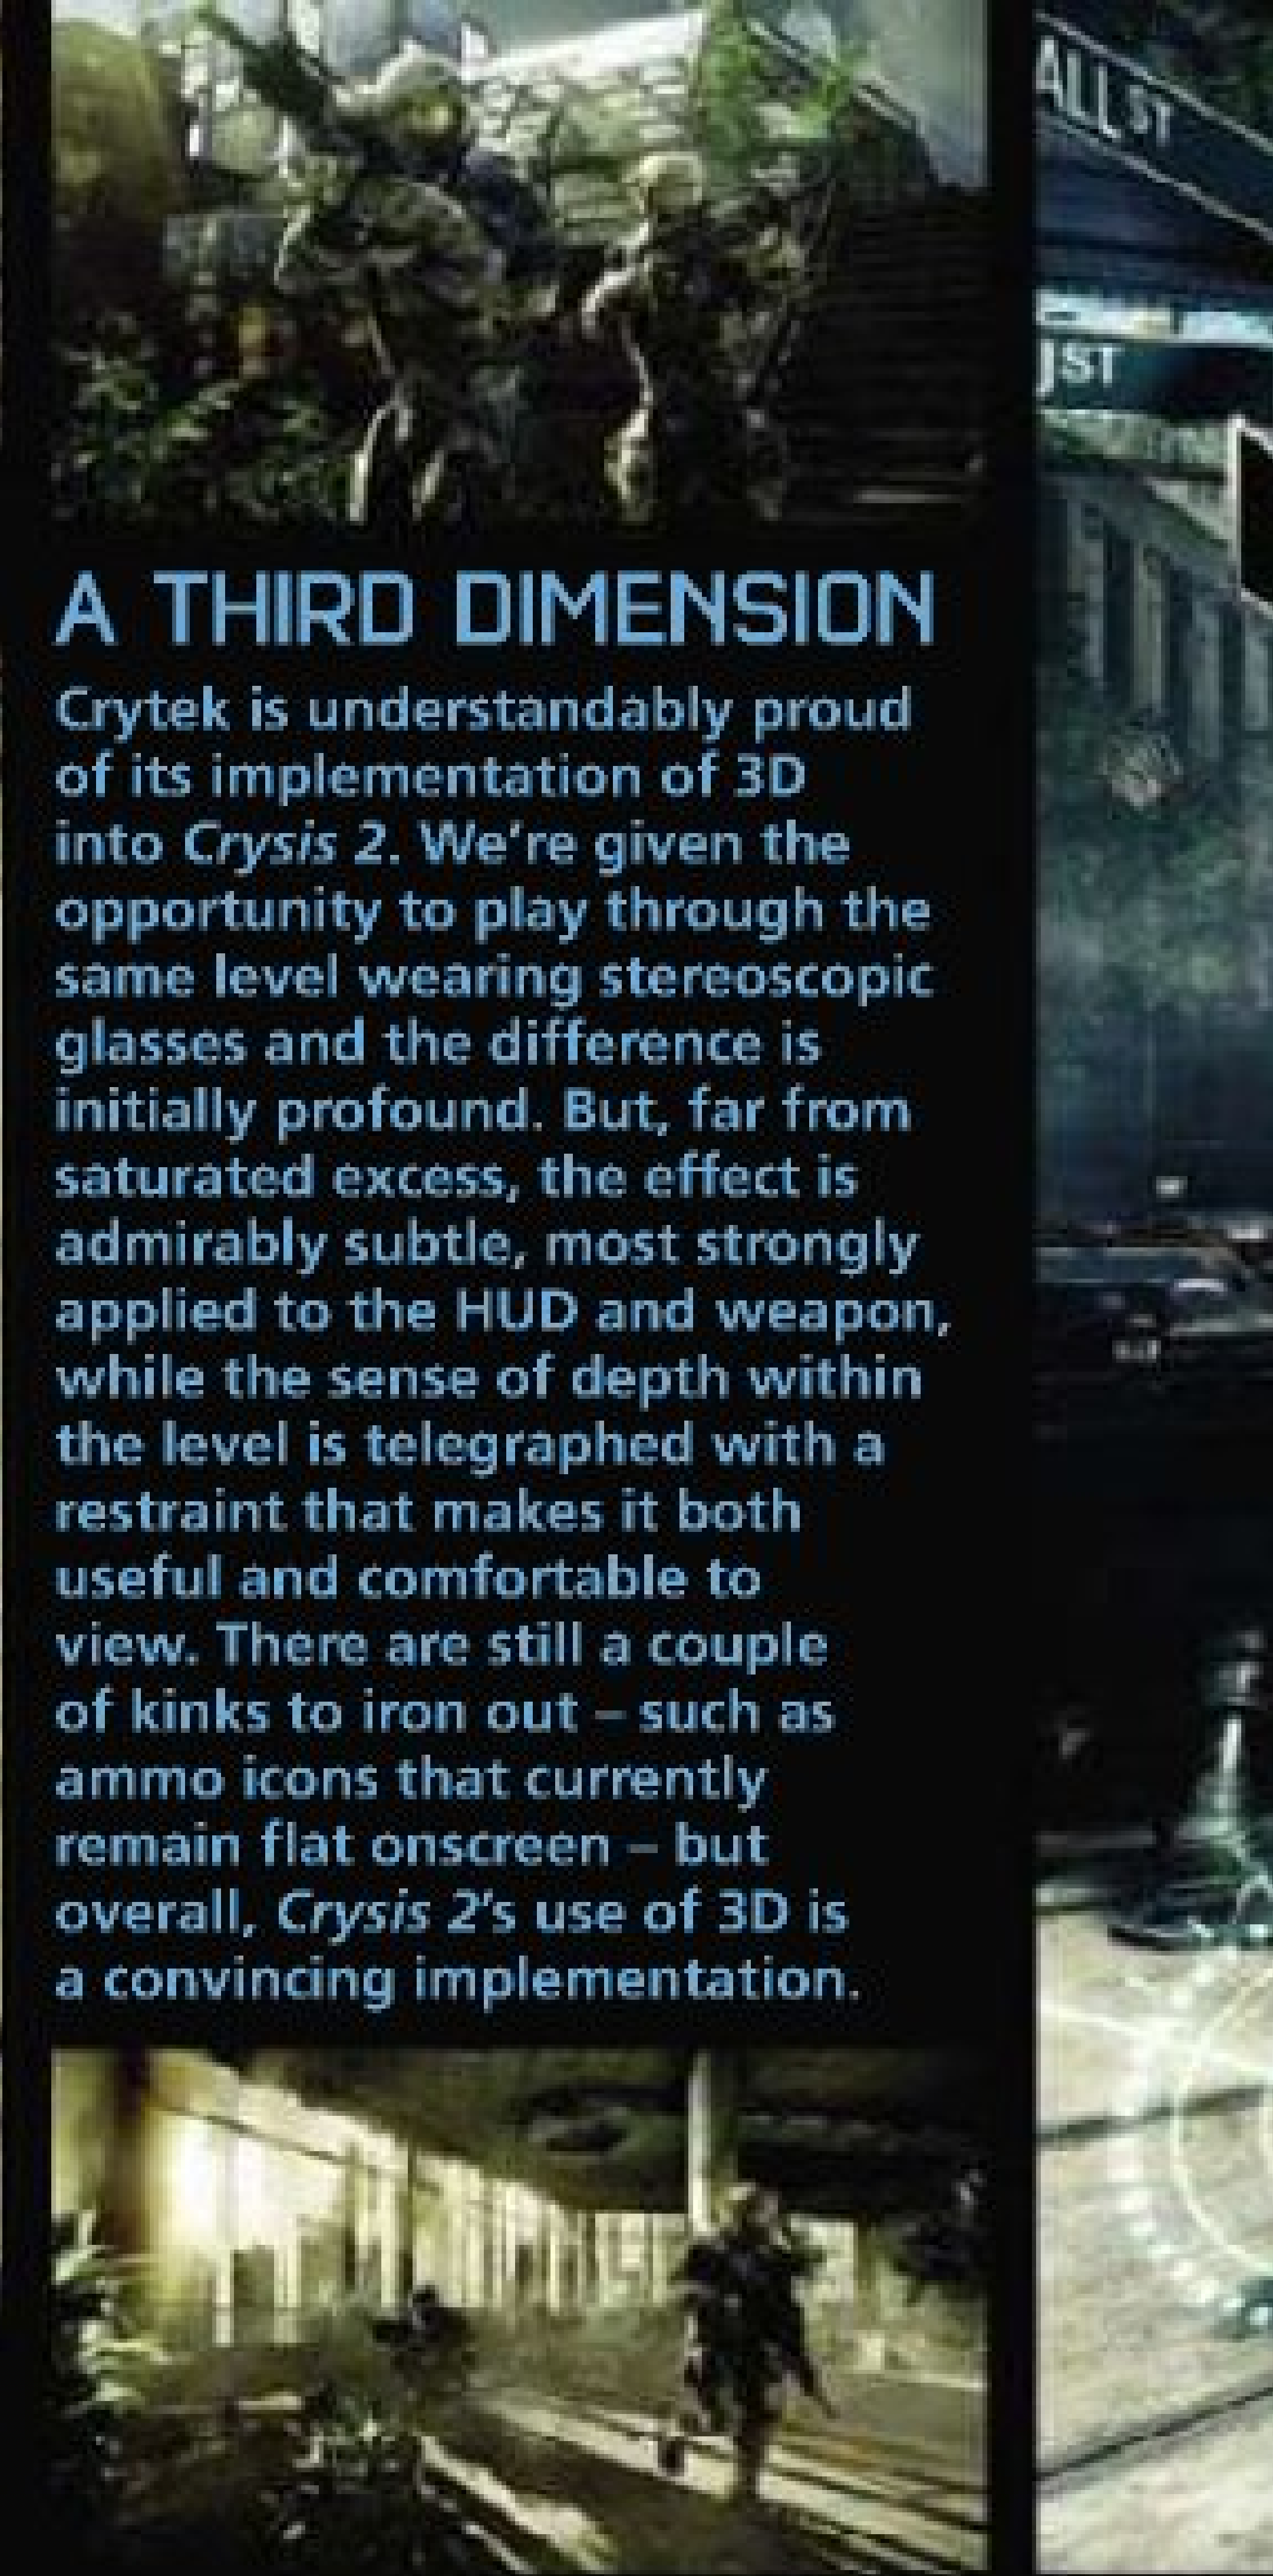 ALL ST
ST
A THIRD DIMENSION
Crytek is understandably proud
of its implementation of 3D
into Crysis 2. We're given the
opportunity to play through the
same level wearing stereoscopic
glasses and the difference is
initially profound. But, far from
saturated excess, the effect is
admirably subtle, most strongly
applied to the HUD and weapon,
while the sense of depth within
the level is telegraphed with a
restraint that makes it both
useful and comfortable to
view. There are still a couple
of kinks to iron out – such as
ammo icons that currently
remain flat onscreen – but
overall, Crysis 2's use of 3D is
a convincing implementation.